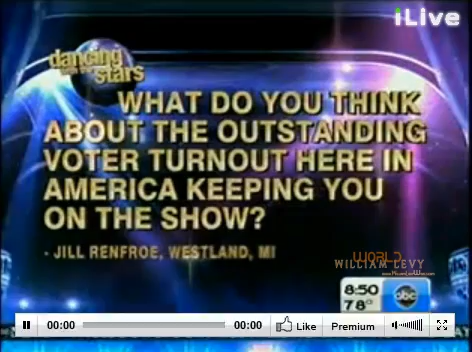 iLive
dancing
with the
stars
WHAT DO YOU THINK
ABOUT THE OUTSTANDING
VOTER TURNOUT HERE IN
AMERICA KEEPING YOU
ON THE SHOW?
- JILL RENFROE, WESTLAND, MI
WORLD
WILLIAM LEVY
8:50
78°
abc
00:00
00:00
Like
Premium